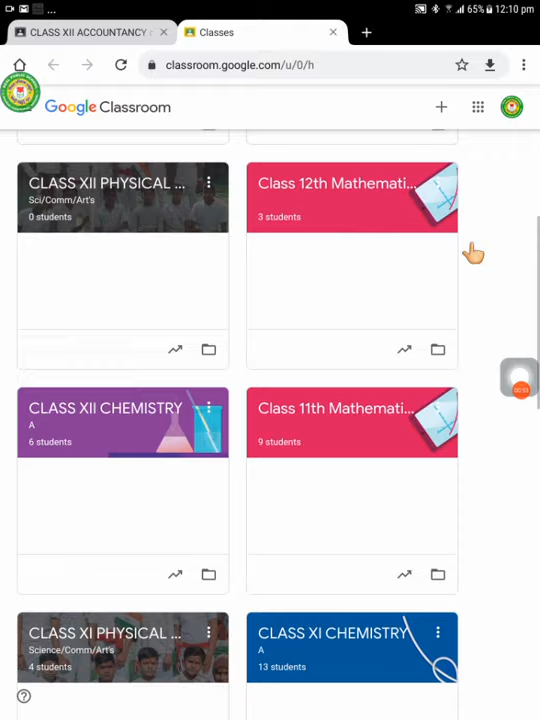 ... 65% 12:10 pm
CLASS XII ACCOUNTANCY
Classes
classroom.google.com/u/0/h
Google Classroom
CLASS XII PHYSICAL ...
Sci/Comm/Art's
0 students
Class 12th Mathemati...
3 students
CLASS XII CHEMISTRY
A
6 students
Class 11th Mathemati...
9 students
00:53
CLASS XI PHYSICAL ...
Science/Comm/Art's
4 students
CLASS XI CHEMISTRY
A
13 students